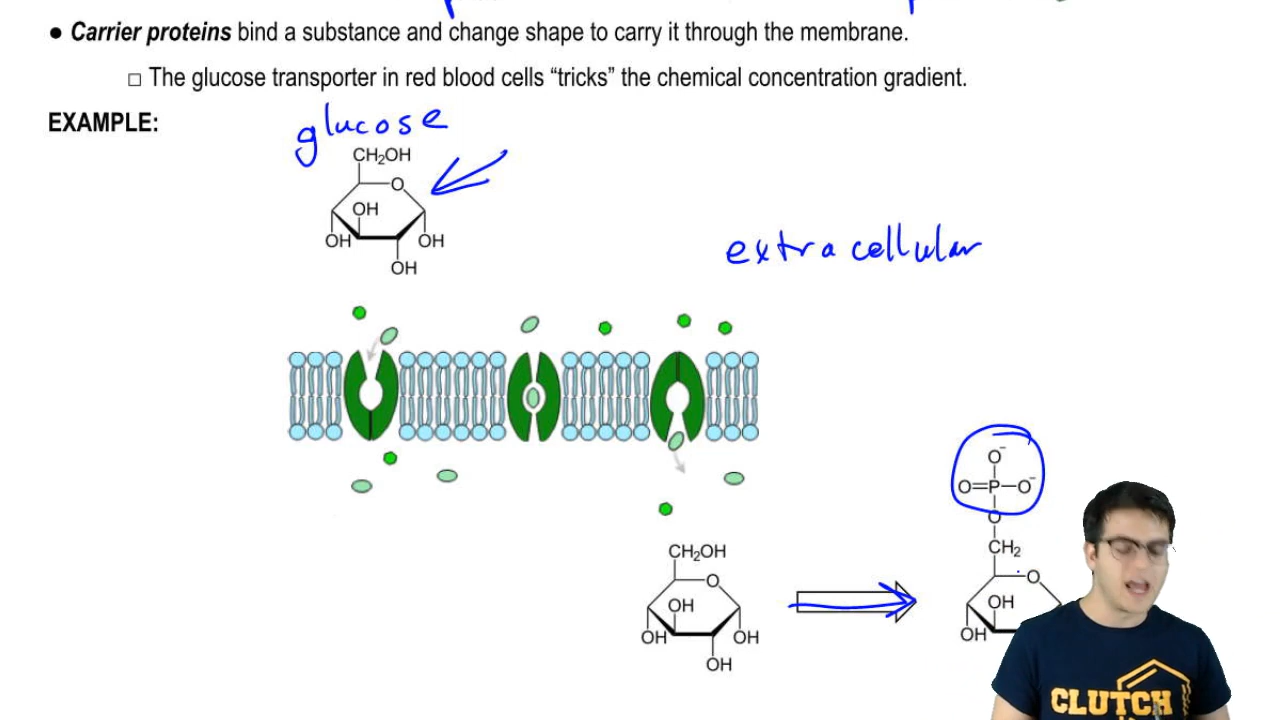 ● Carrier proteins bind a substance and change shape to carry it through the membrane.
□ The glucose transporter in red blood cells “tricks” the chemical concentration gradient.
EXAMPLE:
glucose
CH₂OH
O
OH
OH
OH
OH
extracellular
O⁻
O=P–O⁻
O
CH₂
O
OH
OH
CH₂OH
O
OH
OH
OH
OH
CLUTCH